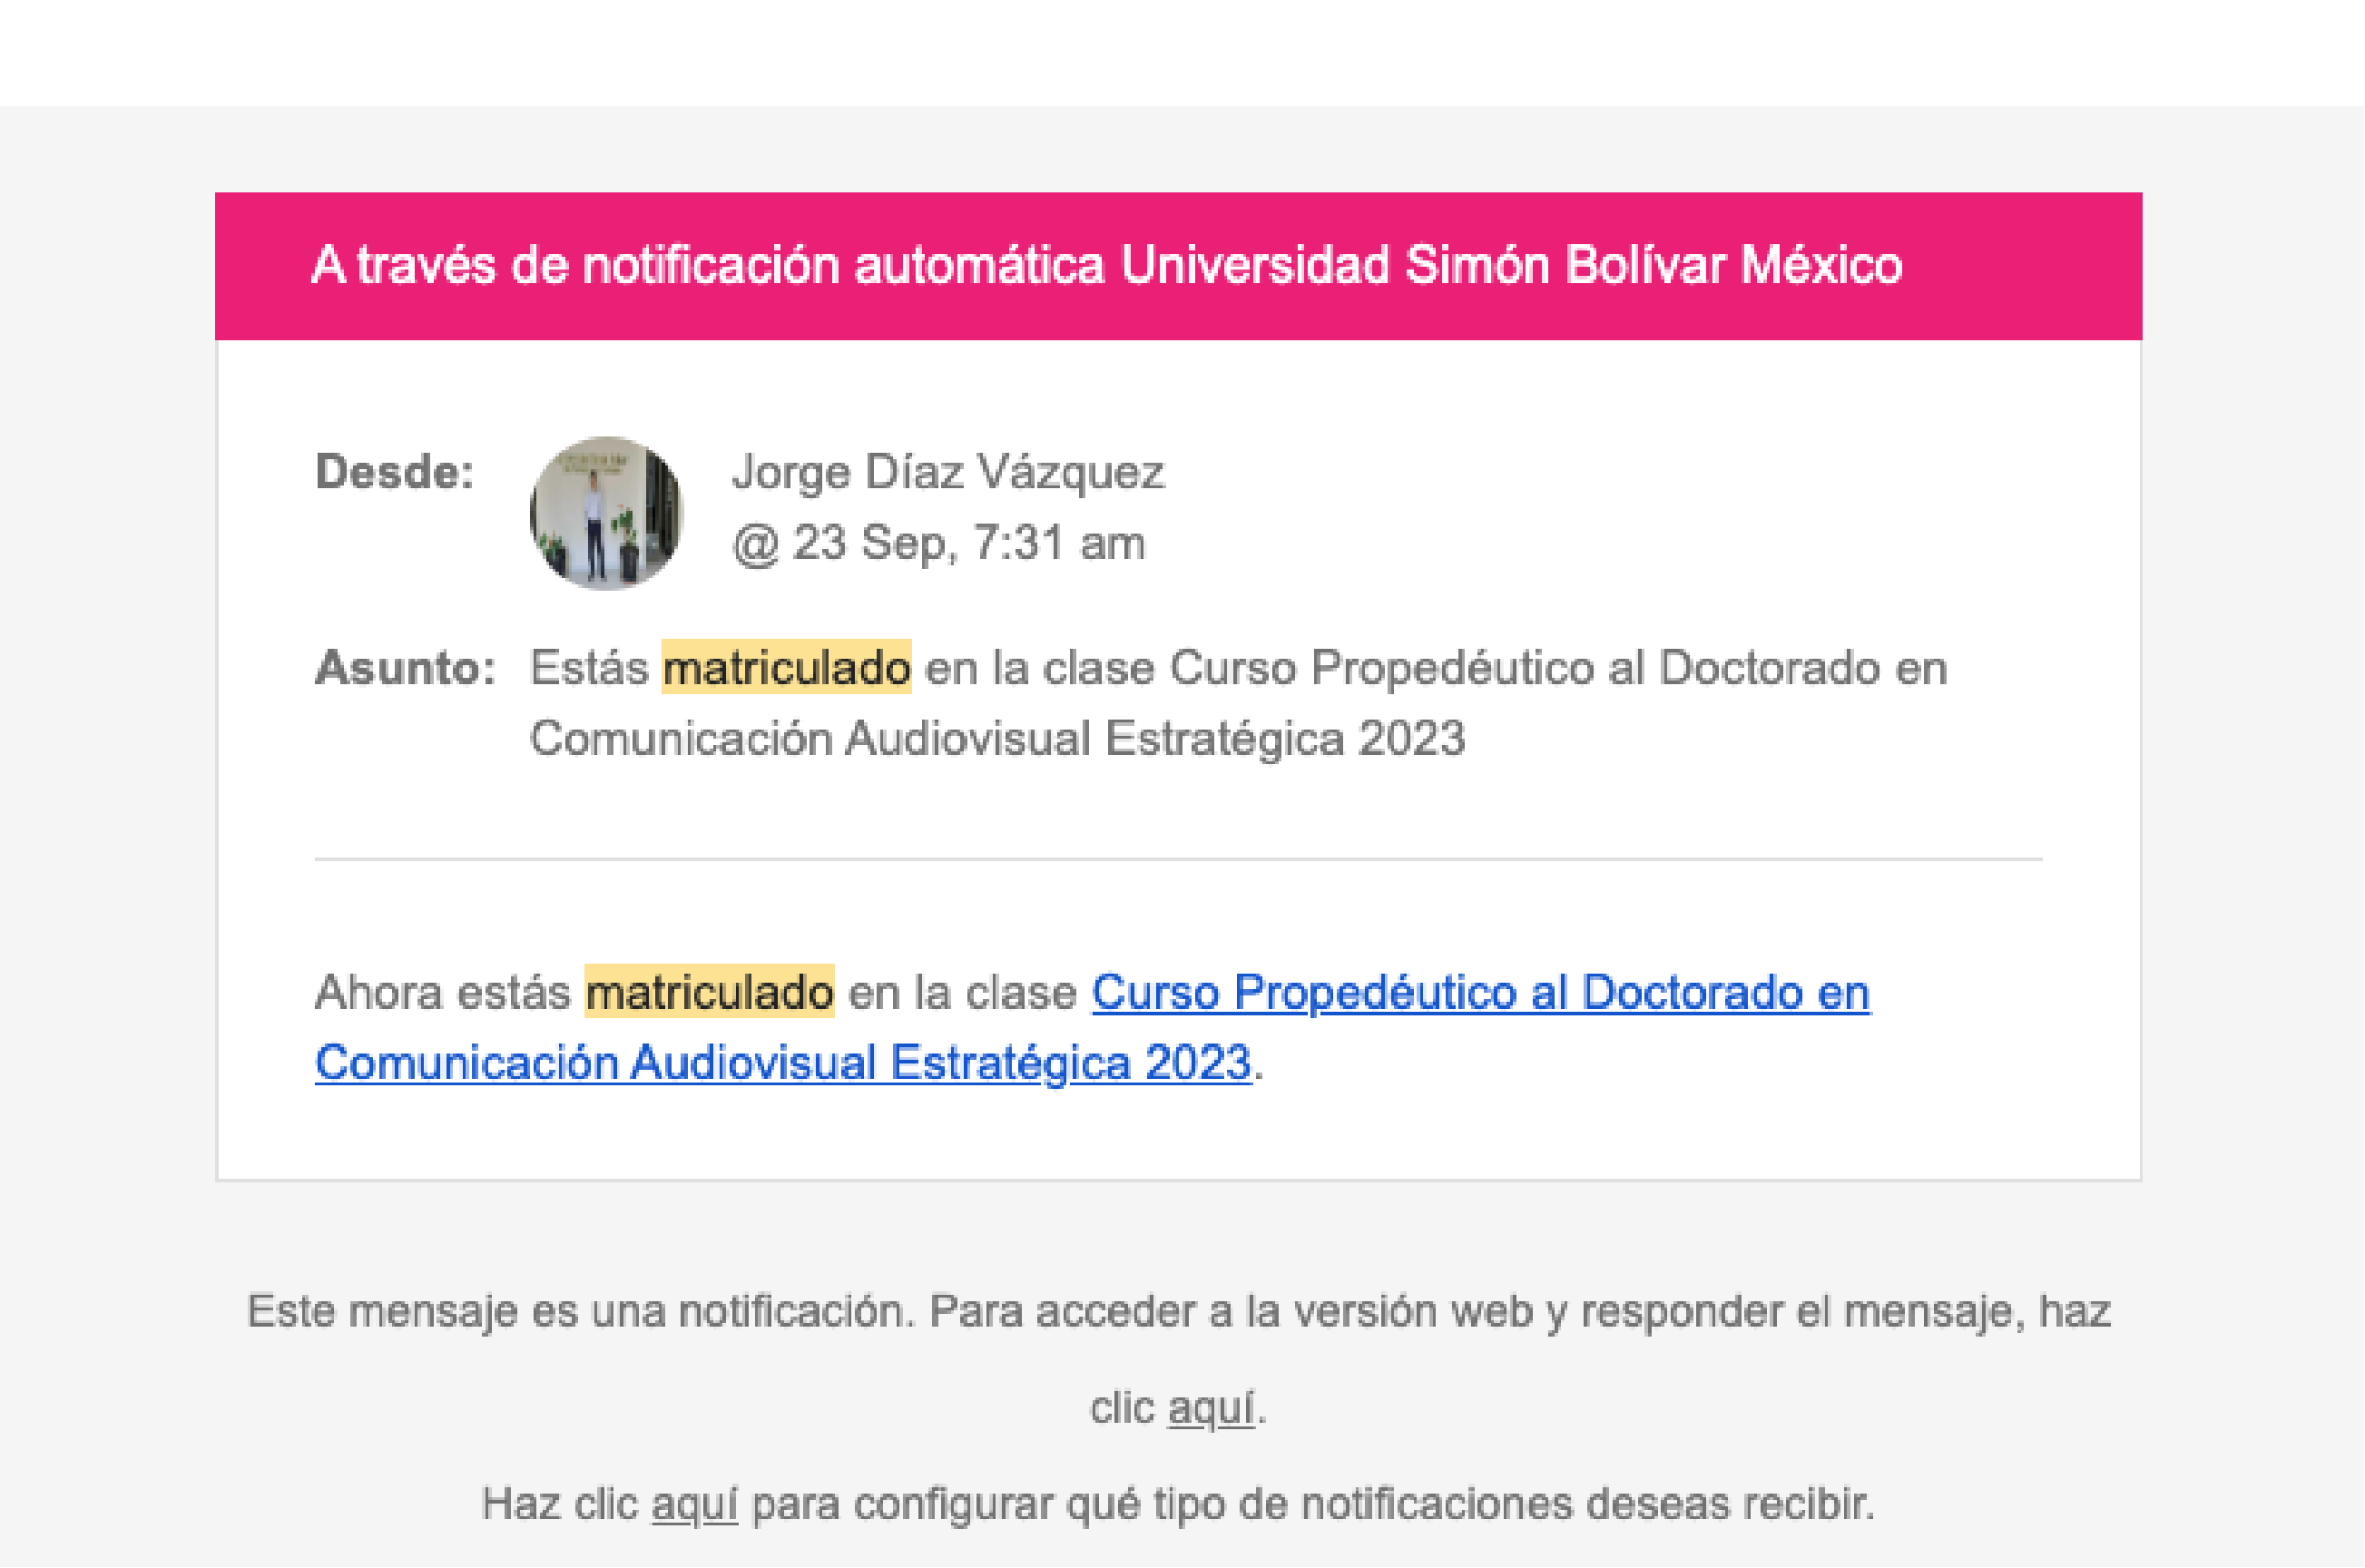 A través de notificación automática Universidad Simón Bolívar México
Desde: Jorge Díaz Vázquez
@ 23 Sep, 7:31 am
Asunto: Estás matriculado en la clase Curso Propedéutico al Doctorado en
Comunicación Audiovisual Estratégica 2023
Ahora estás matriculado en la clase Curso Propedéutico al Doctorado en
Comunicación Audiovisual Estratégica 2023.
Este mensaje es una notificación. Para acceder a la versión web y responder el mensaje, haz
clic aquí.
Haz clic aquí para configurar qué tipo de notificaciones deseas recibir.